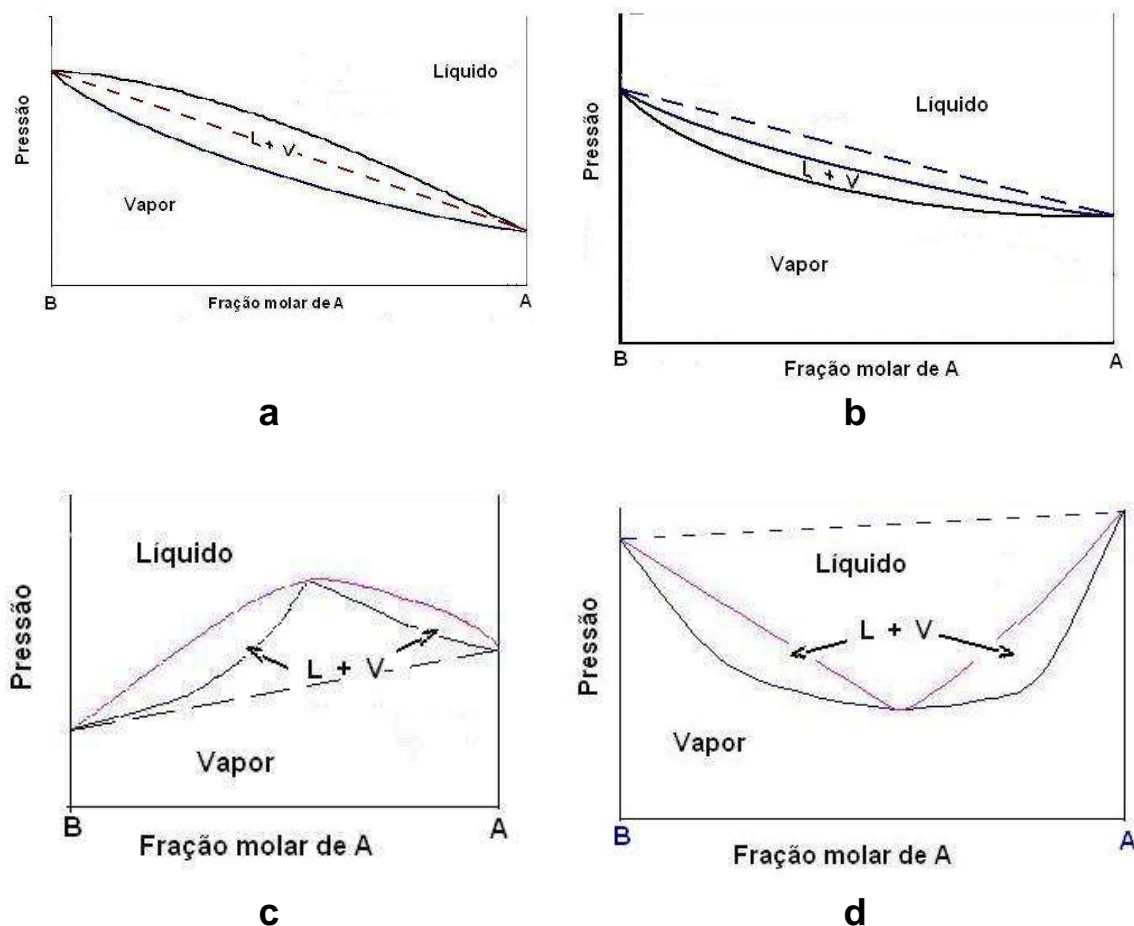 Pressão
Líquido
L + V
Vapor
B
A
Fração molar de A
a
Pressão
Líquido
L + V
Vapor
B
A
Fração molar de A
b
Pressão
Líquido
L + V
Vapor
B
A
Fração molar de A
c
Pressão
Líquido
L + V
Vapor
B
A
Fração molar de A
d